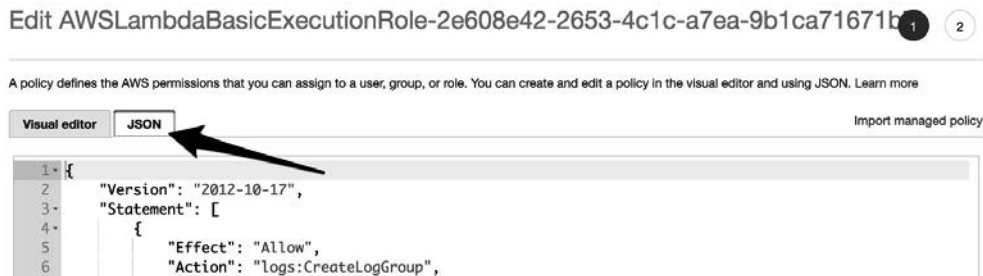 Edit AWSLambdaBasicExecutionRole-2e608e42-2653-4c1c-a7ea-9b1ca71671b
1 2
A policy defines the AWS permissions that you can assign to a user, group, or role. You can create and edit a policy in the visual editor and using JSON. Learn more
Visual editor JSON Import managed policy
1 {
2 "Version": "2012-10-17",
3 "Statement": [
4 {
5 "Effect": "Allow",
6 "Action": "logs:CreateLogGroup",